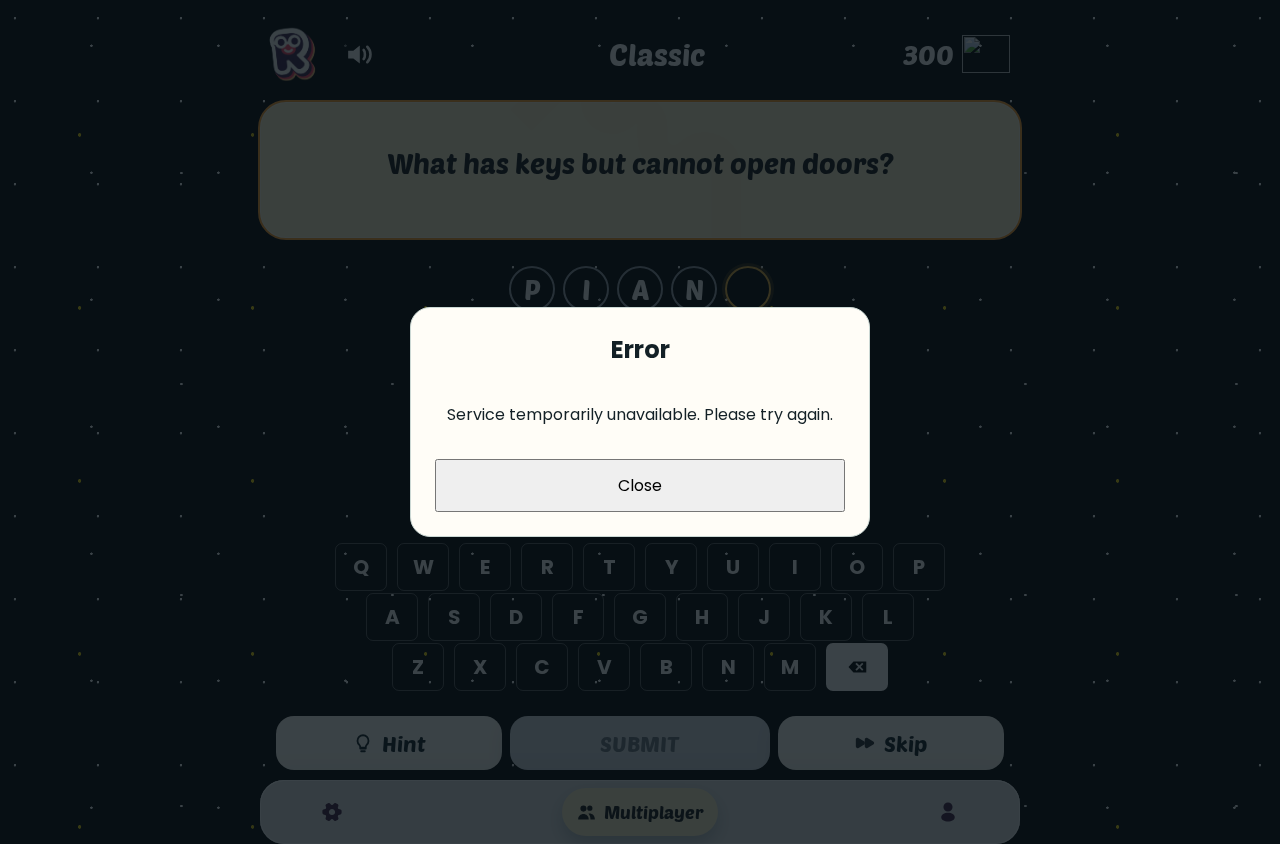 Classic
300
What has keys but cannot open doors?
P I A N
Error
Service temporarily unavailable. Please try again.
Close
Q W E R T Y U I O P
A S D F G H J K L
Z X C V B N M
Hint SUBMIT Skip
Multiplayer